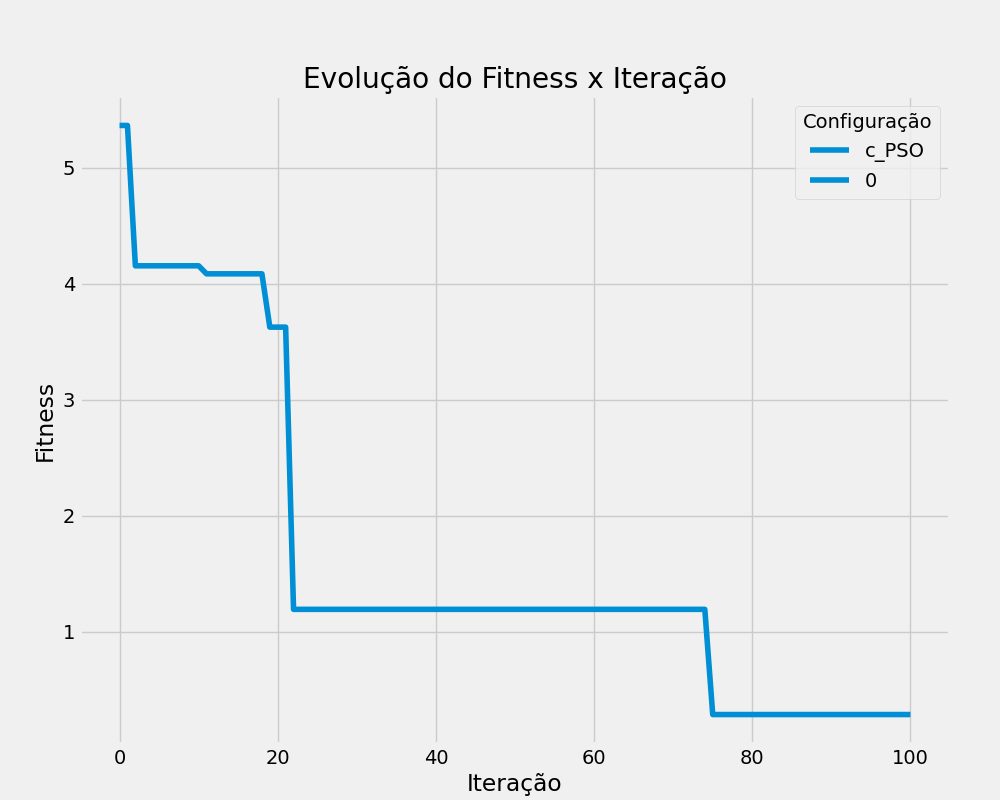 Evolução do Fitness x Iteração
Configuração
c_PSO
0
Fitness
5
4
3
2
1
0 20 40 60 80 100
Iteração